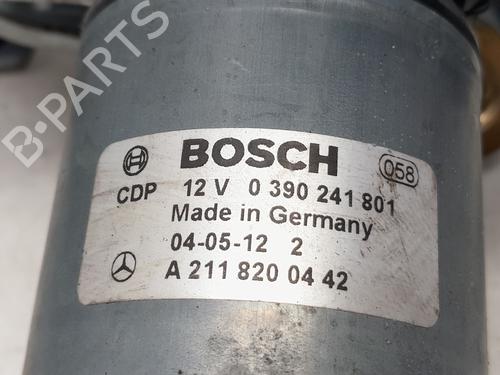 BOSCH 058
CDP 12 V 0 390 241 801
Made in Germany
04-05-12 2
A 211 820 04 42
B-PARTS